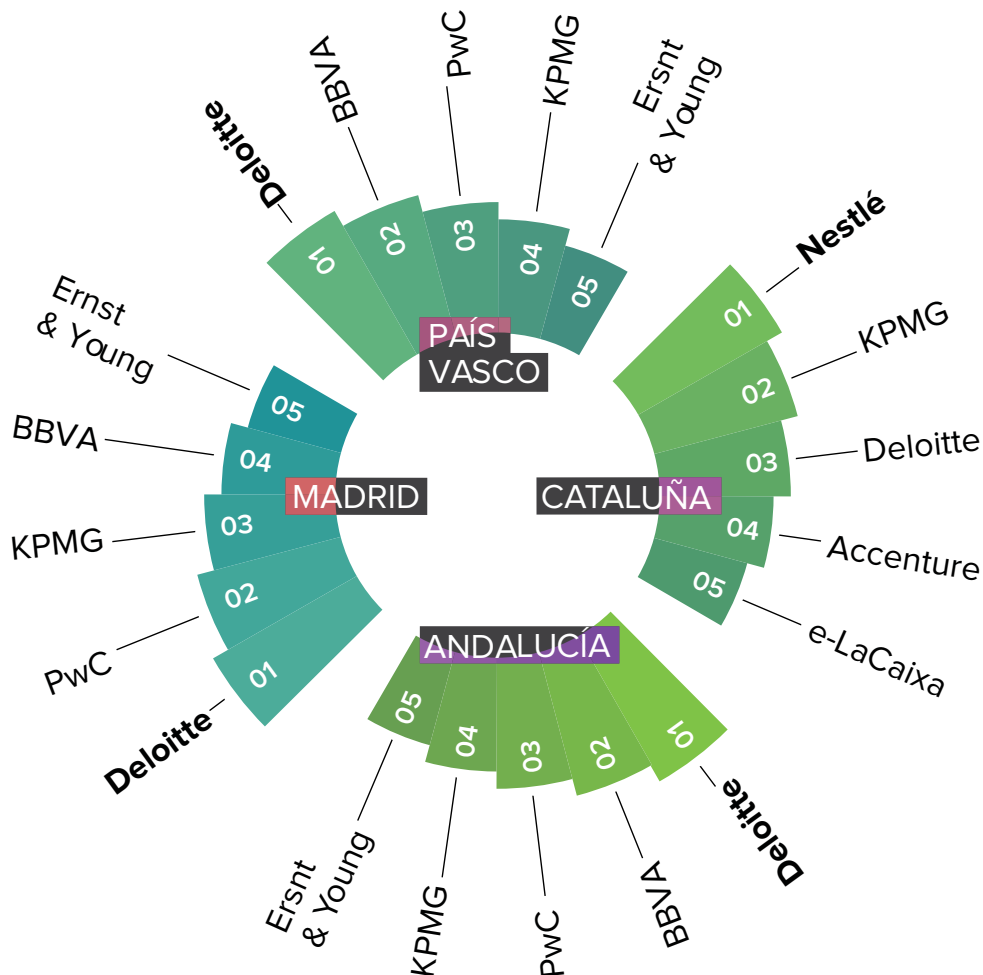 PAÍS
VASCO
01
Deloitte
02
BBVA
03
PwC
04
KPMG
05
Ersnt
& Young
CATALUÑA
01
Nestlé
02
KPMG
03
Deloitte
04
Accenture
05
e-LaCaixa
ANDALUCÍA
01
Deloitte
02
BBVA
03
PwC
04
KPMG
05
Ersnt
& Young
MADRID
01
Deloitte
02
PwC
03
KPMG
04
BBVA
05
Ernst
& Young